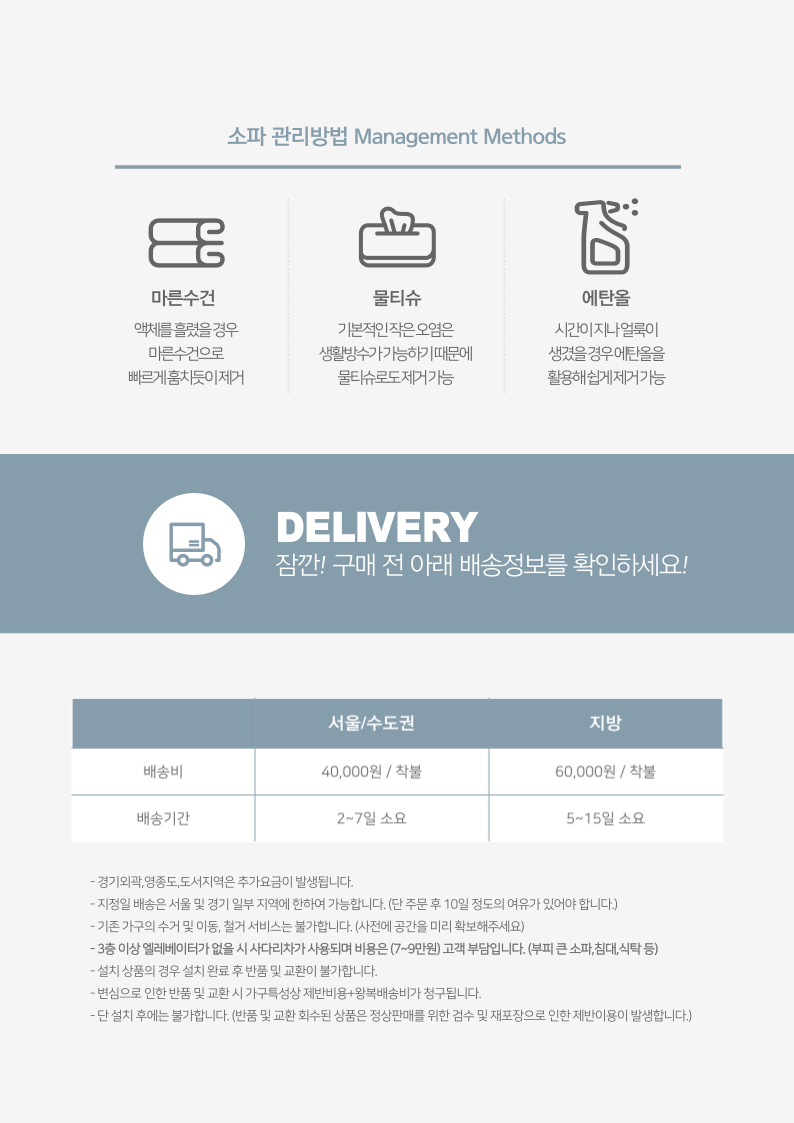 소파 관리방법 Management Methods
마른수건
액체를 흘렸을 경우
마른수건으로
빠르게 훔치듯이 제거
물티슈
기본적인 작은 오염은
생활방수가 가능하기 때문에
물티슈로도 제거 가능
에탄올
시간이 지나 얼룩이
생겼을 경우 에탄올을
활용해 쉽게 제거 가능
DELIVERY
잠깐! 구매 전 아래 배송정보를 확인하세요!
서울/수도권 지방
배송비 40,000원 / 착불 60,000원 / 착불
배송기간 2~7일 소요 5~15일 소요
- 경기외곽,영종도,도서지역은 추가요금이 발생됩니다.
- 지정일 배송은 서울 및 경기 일부 지역에 한하여 가능합니다. (단 주문 후 10일 정도의 여유가 있어야 합니다.)
- 기존 가구의 수거 및 이동, 철거 서비스는 불가합니다. (사전에 공간을 미리 확보해주세요)
- 3층 이상 엘레베이터가 없을 시 사다리차가 사용되며 비용은 (7~9만원) 고객 부담입니다. (부피 큰 소파,침대,식탁 등)
- 설치 상품의 경우 설치 완료 후 반품 및 교환이 불가합니다.
- 변심으로 인한 반품 및 교환 시 가구특성상 제반비용+왕복배송비가 청구됩니다.
- 단 설치 후에는 불가합니다. (반품 및 교환 회수된 상품은 정상판매를 위한 검수 및 재포장으로 인한 제반이용이 발생합니다.)